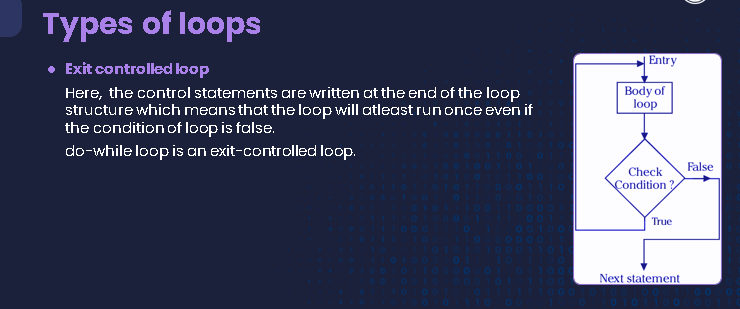 Types of loops
Exit controlled loop
Here, the control statements are written at the end of the loop
structure which means that the loop will atleast run once even if
the condition of loop is false.
do-while loop is an exit-controlled loop.
Entry
Body of
loop
Check
Condition ?
False
True
Next statement